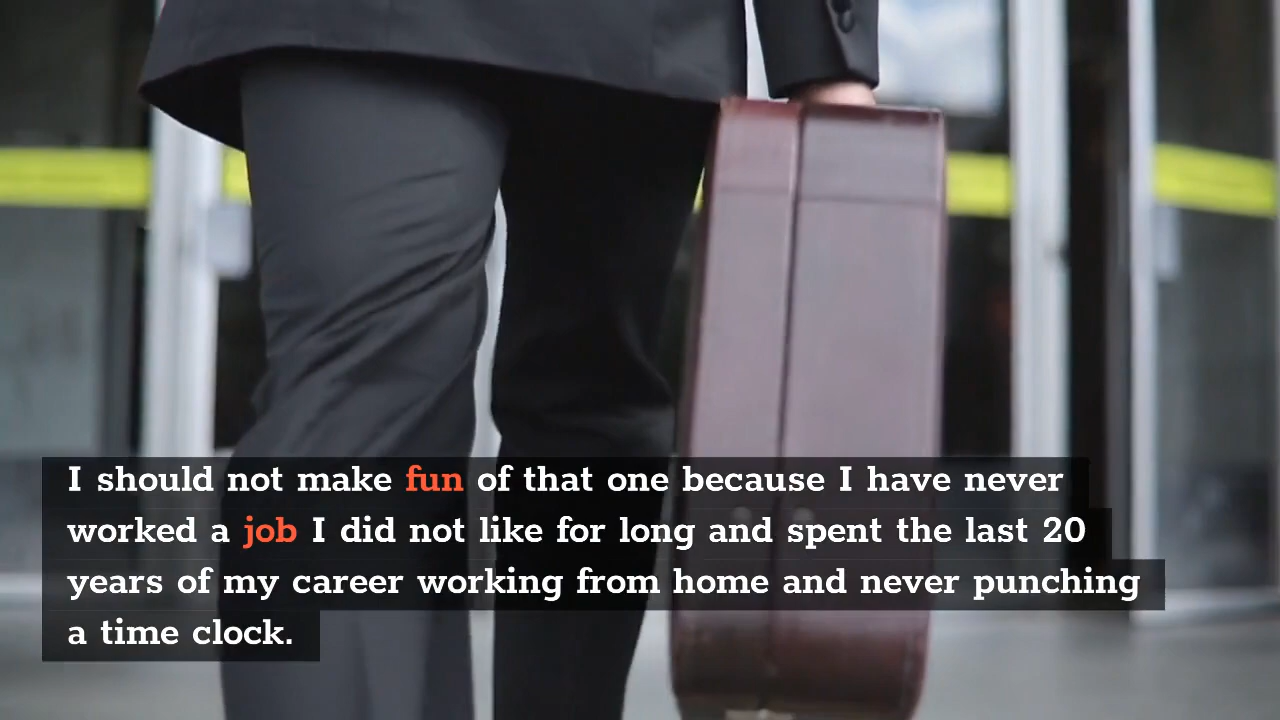 I should not make fun of that one because I have never
worked a job I did not like for long and spent the last 20
years of my career working from home and never punching
a time clock.